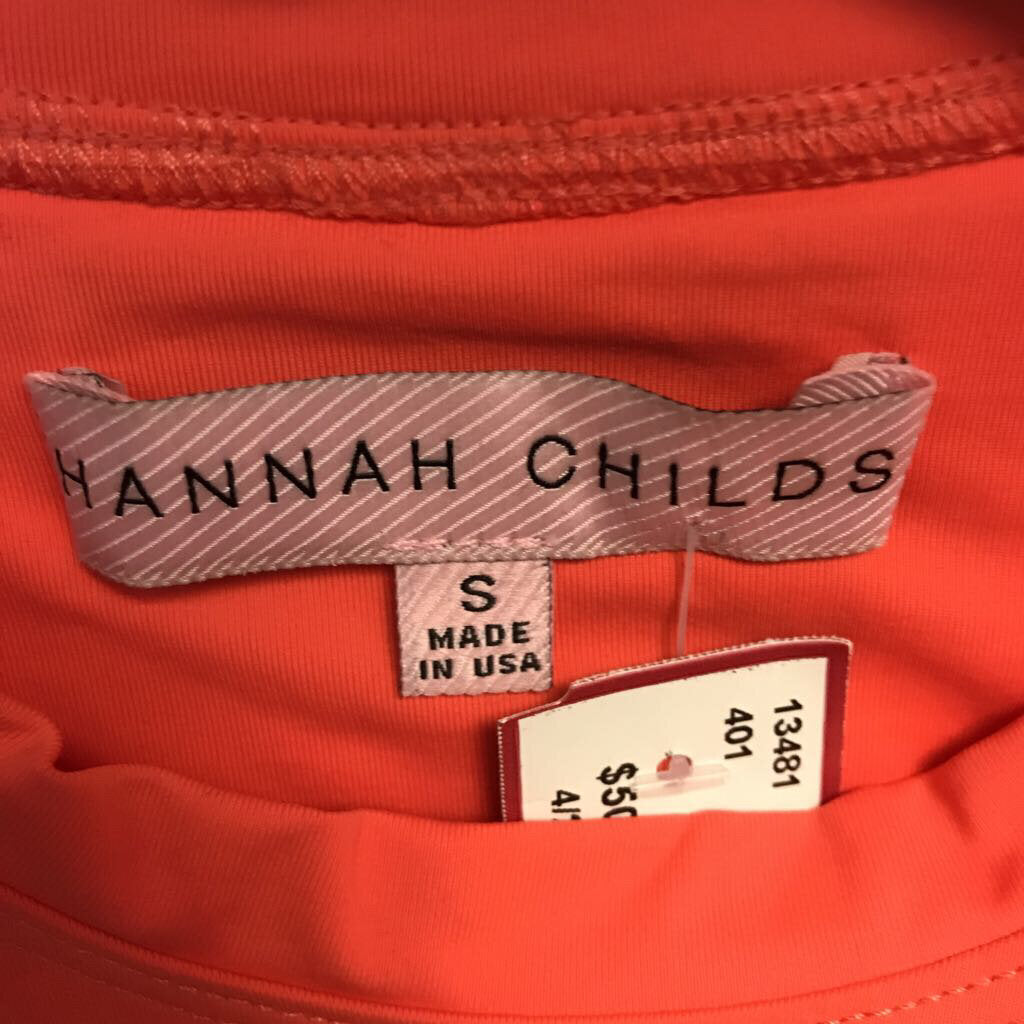 HANNAH CHILDS
S
MADE
IN USA
13481
401